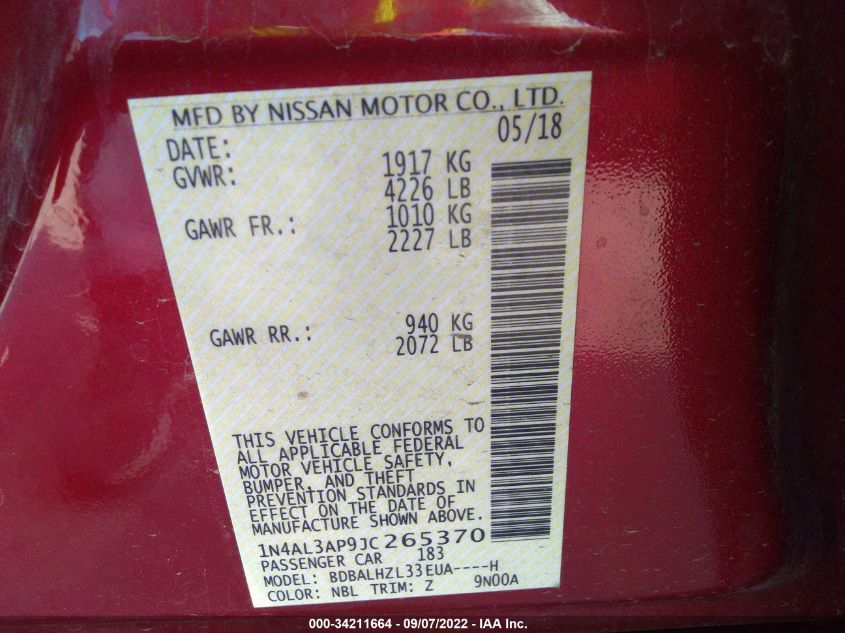 MFD BY NISSAN MOTOR CO., LTD.
DATE: 05/18
GVWR: 1917 KG
4226 LB
GAWR FR.: 1010 KG
2227 LB
GAWR RR.: 940 KG
2072 LB
THIS VEHICLE CONFORMS TO
ALL APPLICABLE FEDERAL
MOTOR VEHICLE SAFETY,
BUMPER, AND THEFT
PREVENTION STANDARDS IN
EFFECT ON THE DATE OF
MANUFACTURE SHOWN ABOVE.
1N4AL3AP9JC265370
PASSENGER CAR 183
MODEL: BDBALHZL33EUA----H
COLOR: NBL TRIM: Z 9N00A
000-34211664 - 09/07/2022 - IAA Inc.